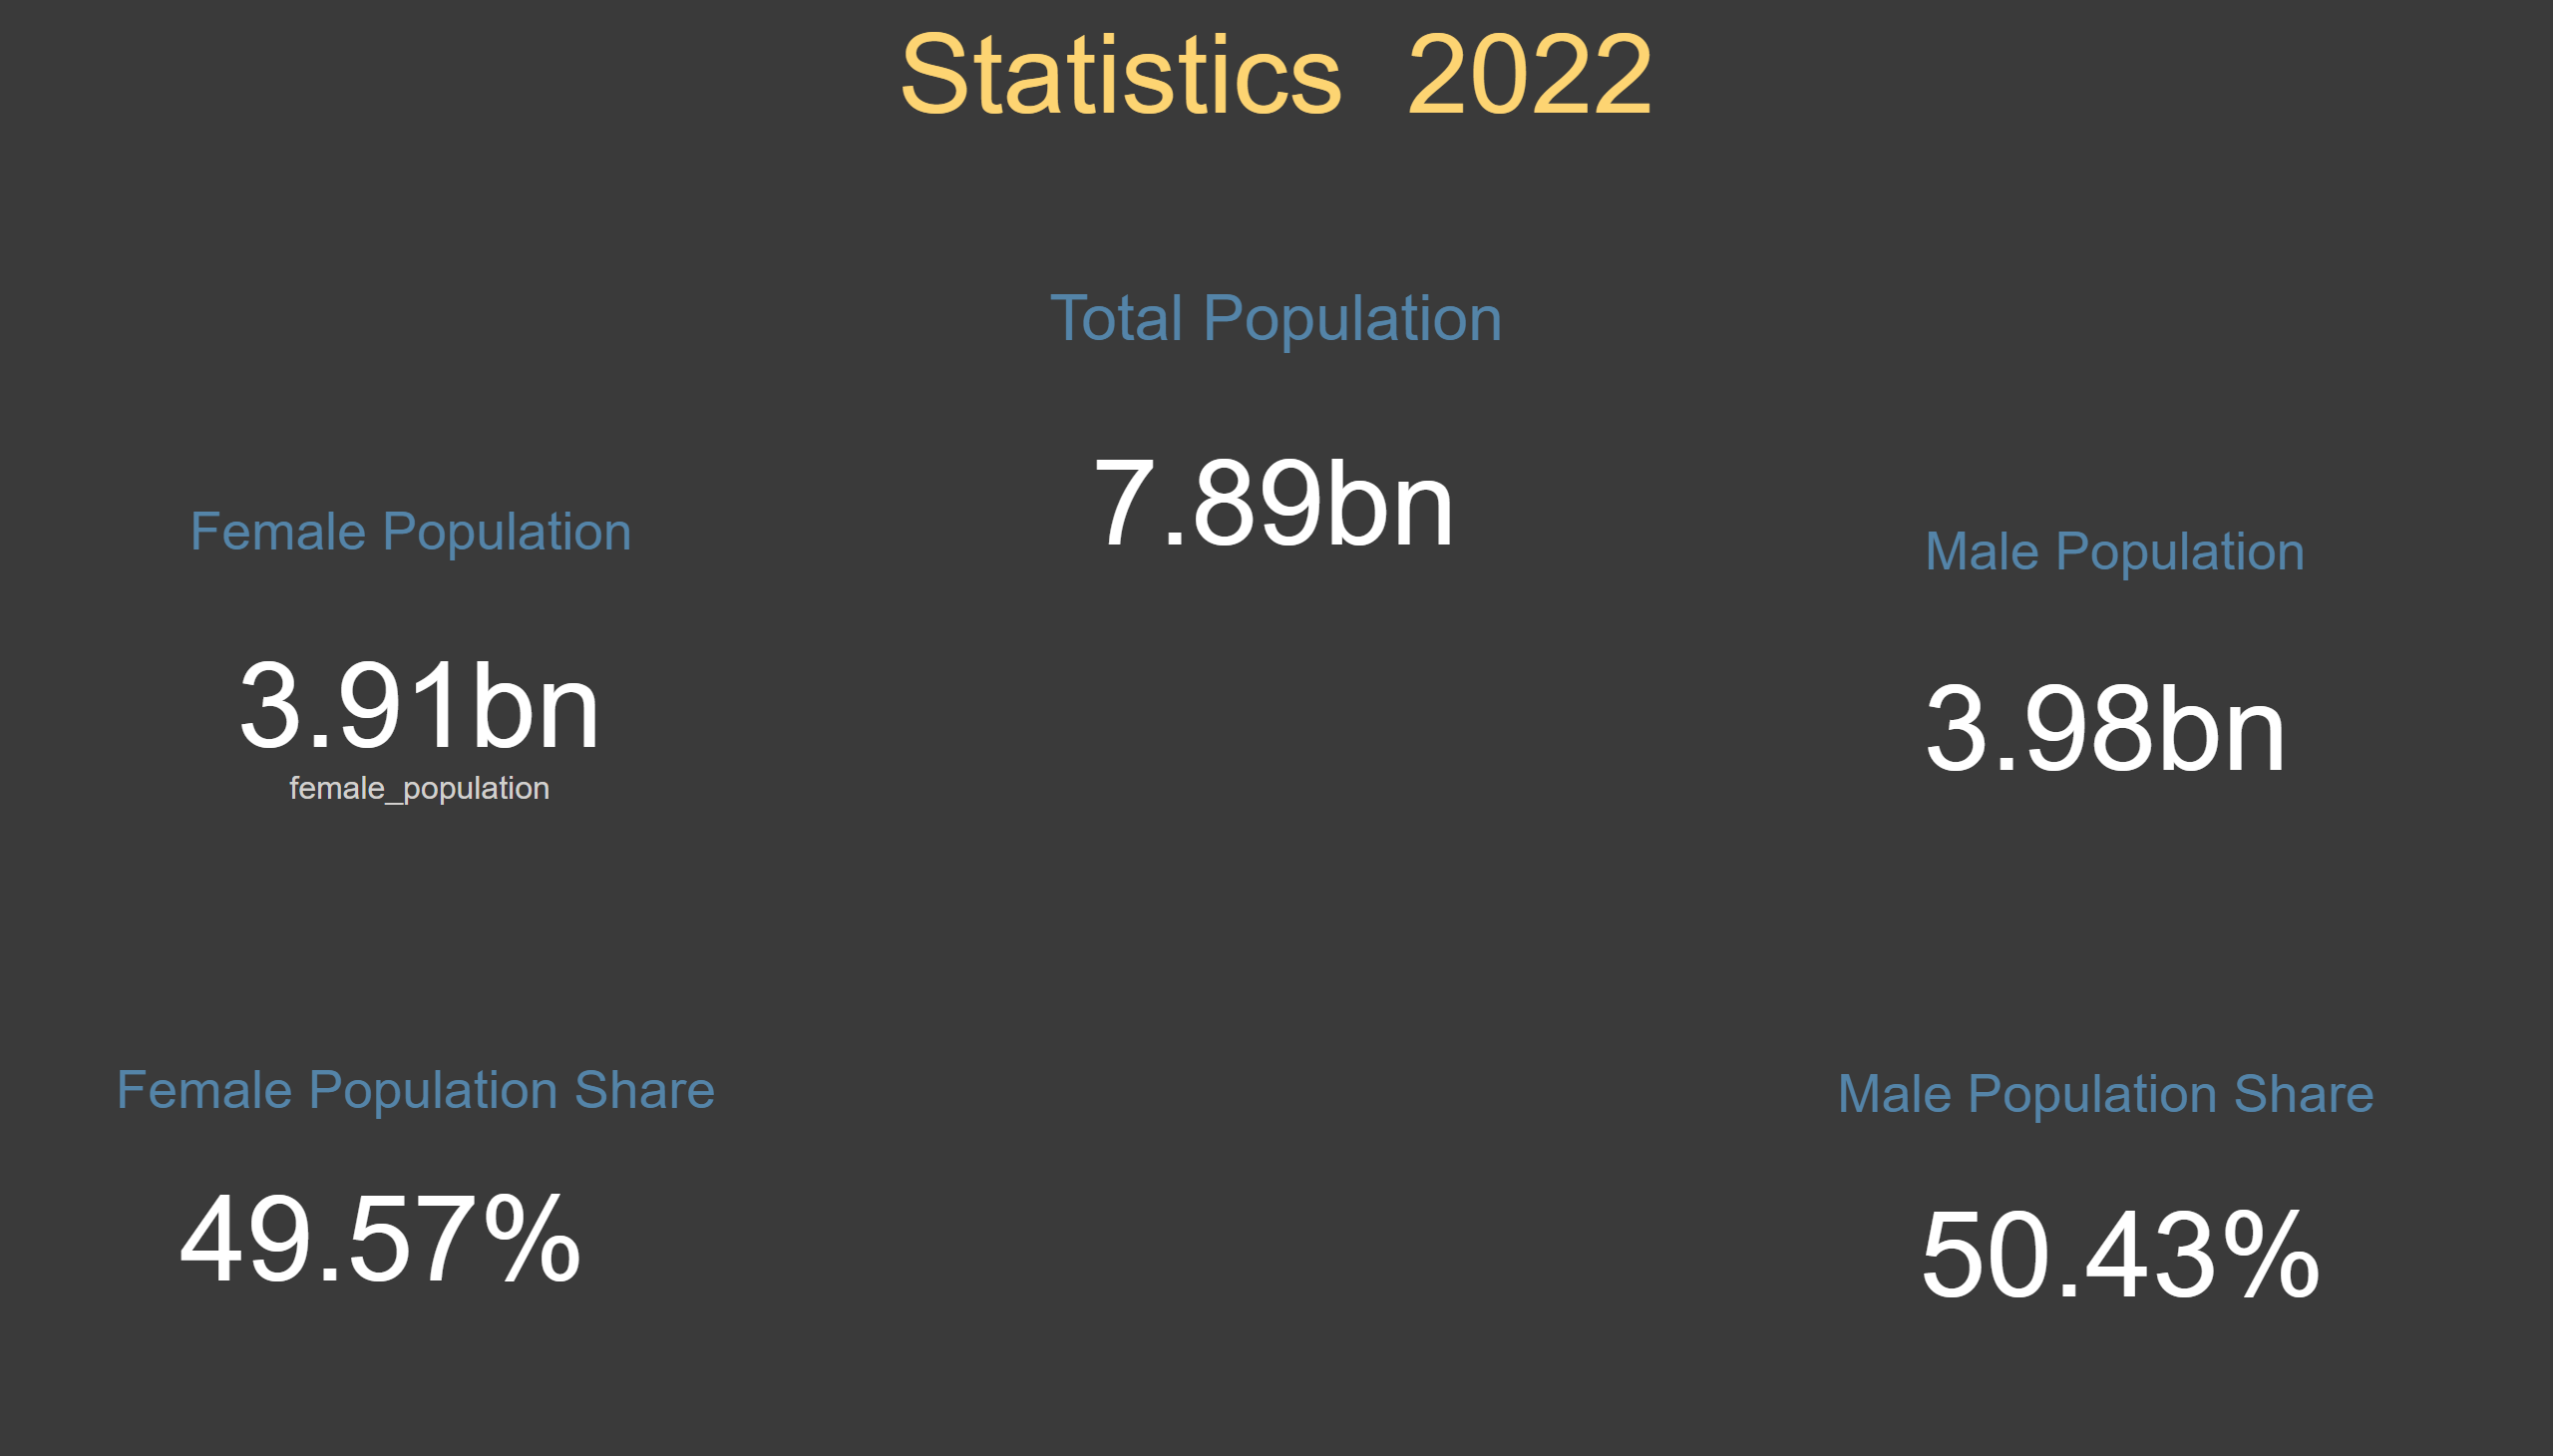 Statistics 2022
Total Population
7.89bn
Female Population
3.91bn
female_population
Male Population
3.98bn
Female Population Share
49.57%
Male Population Share
50.43%